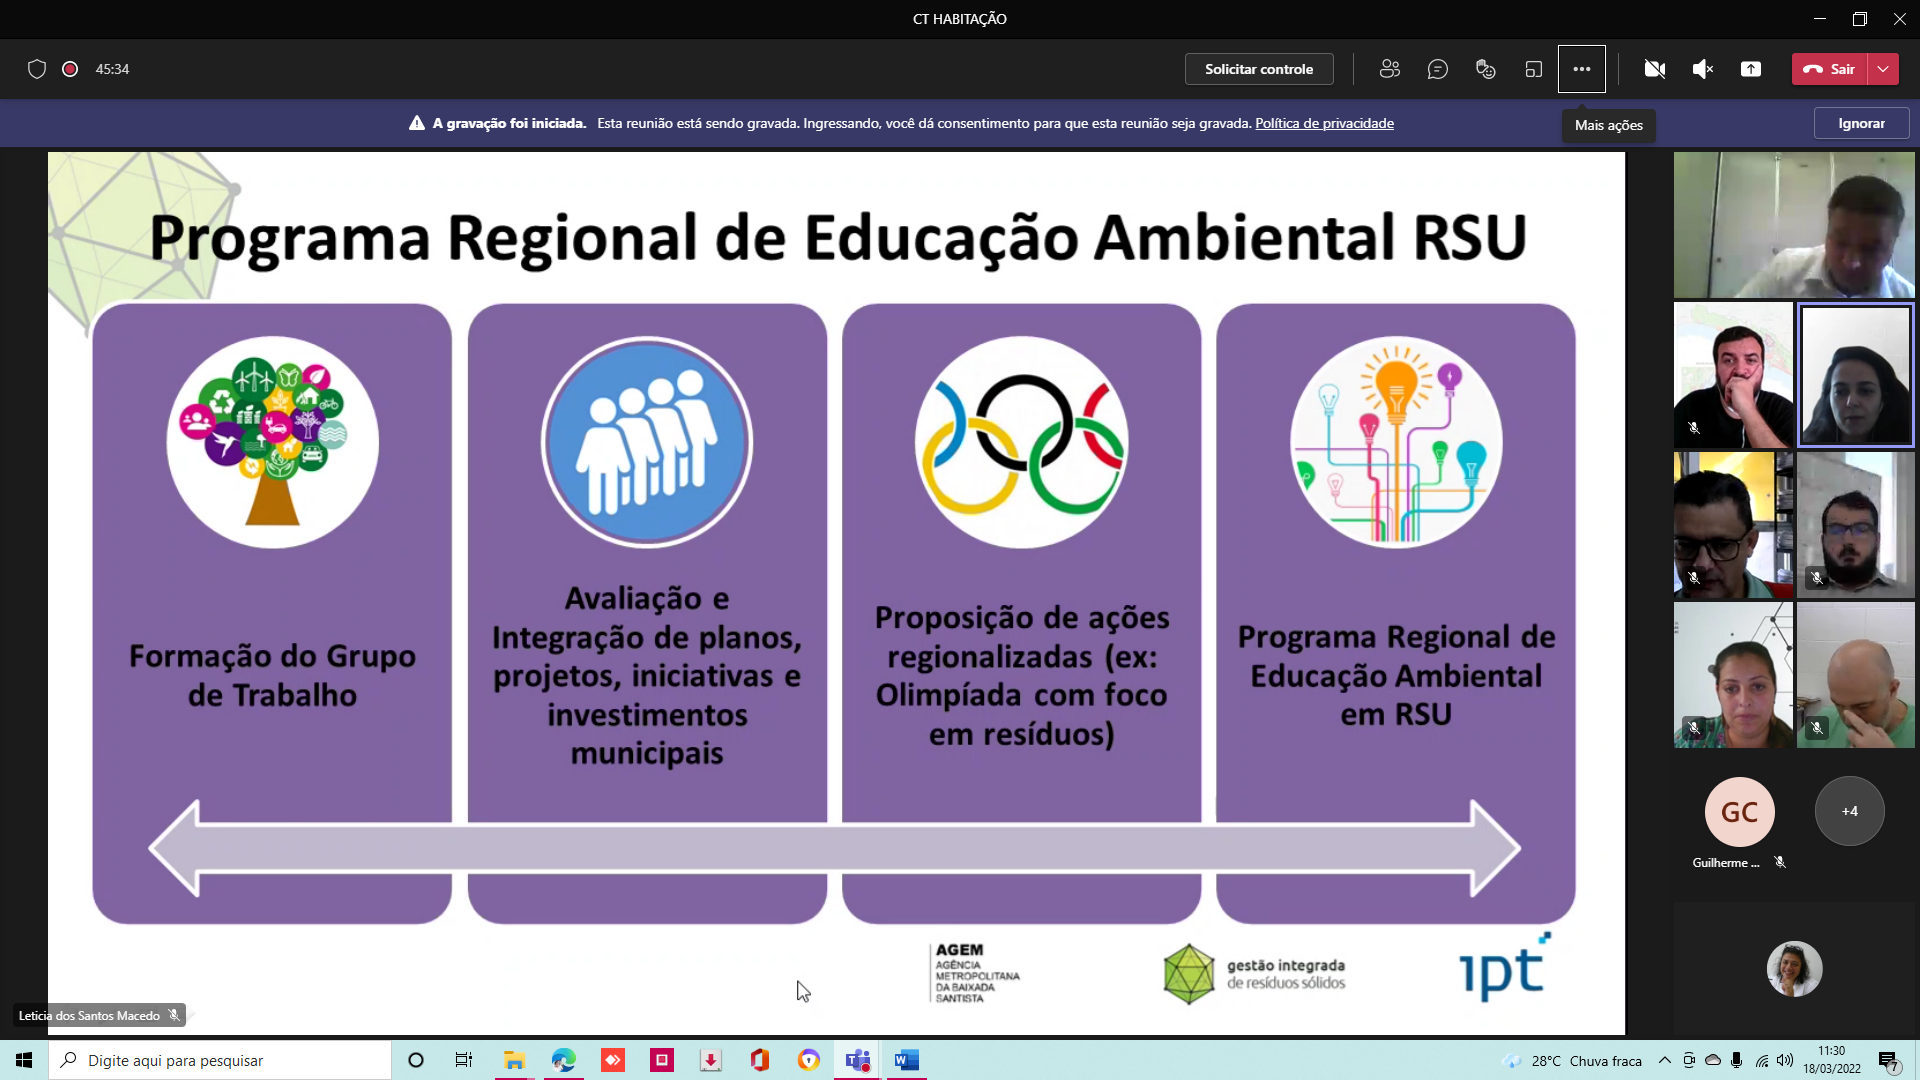 CT HABITAÇÃO
45:34
Solicitar controle
Sair
A gravação foi iniciada. Esta reunião está sendo gravada. Ingressando, você dá consentimento para que esta reunião seja gravada. Política de privacidade
Mais ações
Ignorar
Programa Regional de Educação Ambiental RSU
Formação do Grupo
de Trabalho
Avaliação e
Integração de planos,
projetos, iniciativas e
investimentos
municipais
Proposição de ações
regionalizadas (ex:
Olimpíada com foco
em resíduos)
Programa Regional de
Educação Ambiental
em RSU
AGEM
AGÊNCIA
METROPOLITANA
DA BAIXADA
SANTISTA
gestão integrada
de resíduos sólidos
ipt
GC
+4
Guilherme ...
Leticia dos Santos Macedo
Digite aqui para pesquisar
28°C Chuva fraca
11:30
18/03/2022
7